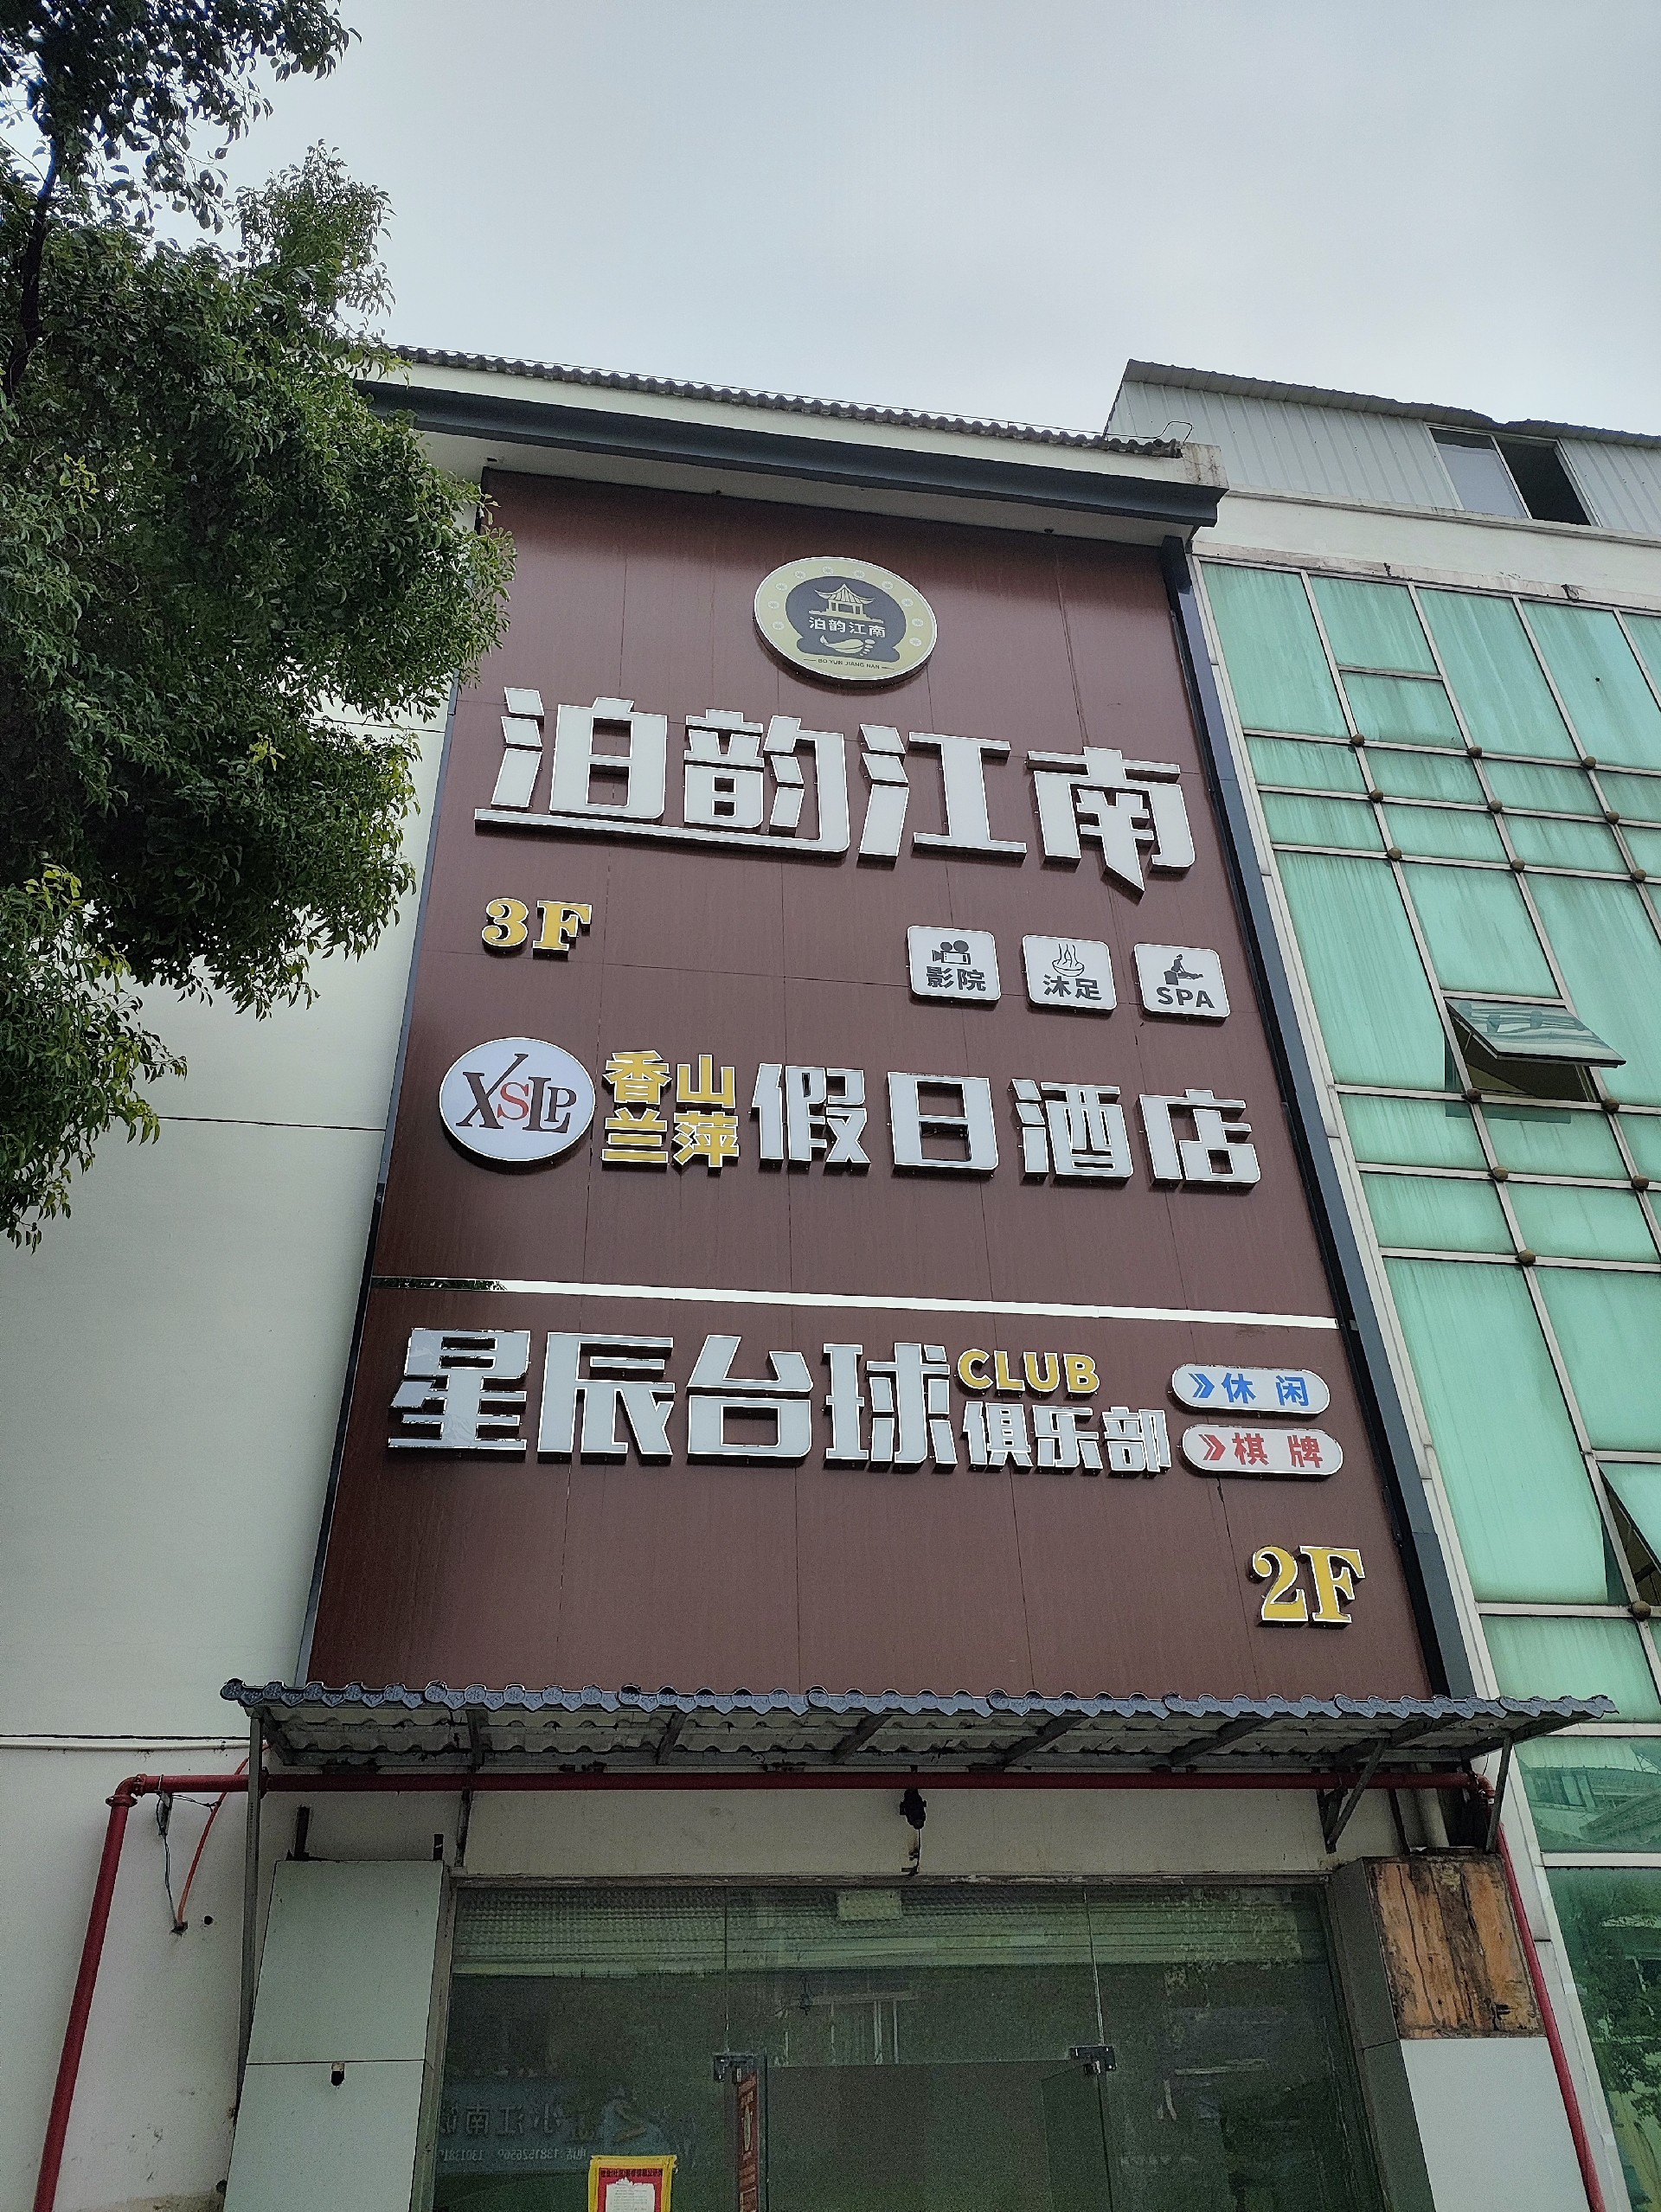 泊韵江南
BO YUN JIANG NAN
泊韵江南
3F
影院
沐足
SPA
XSLP
香山
兰萍
假日酒店
星辰台球
CLUB
俱乐部
休闲
棋牌
2F